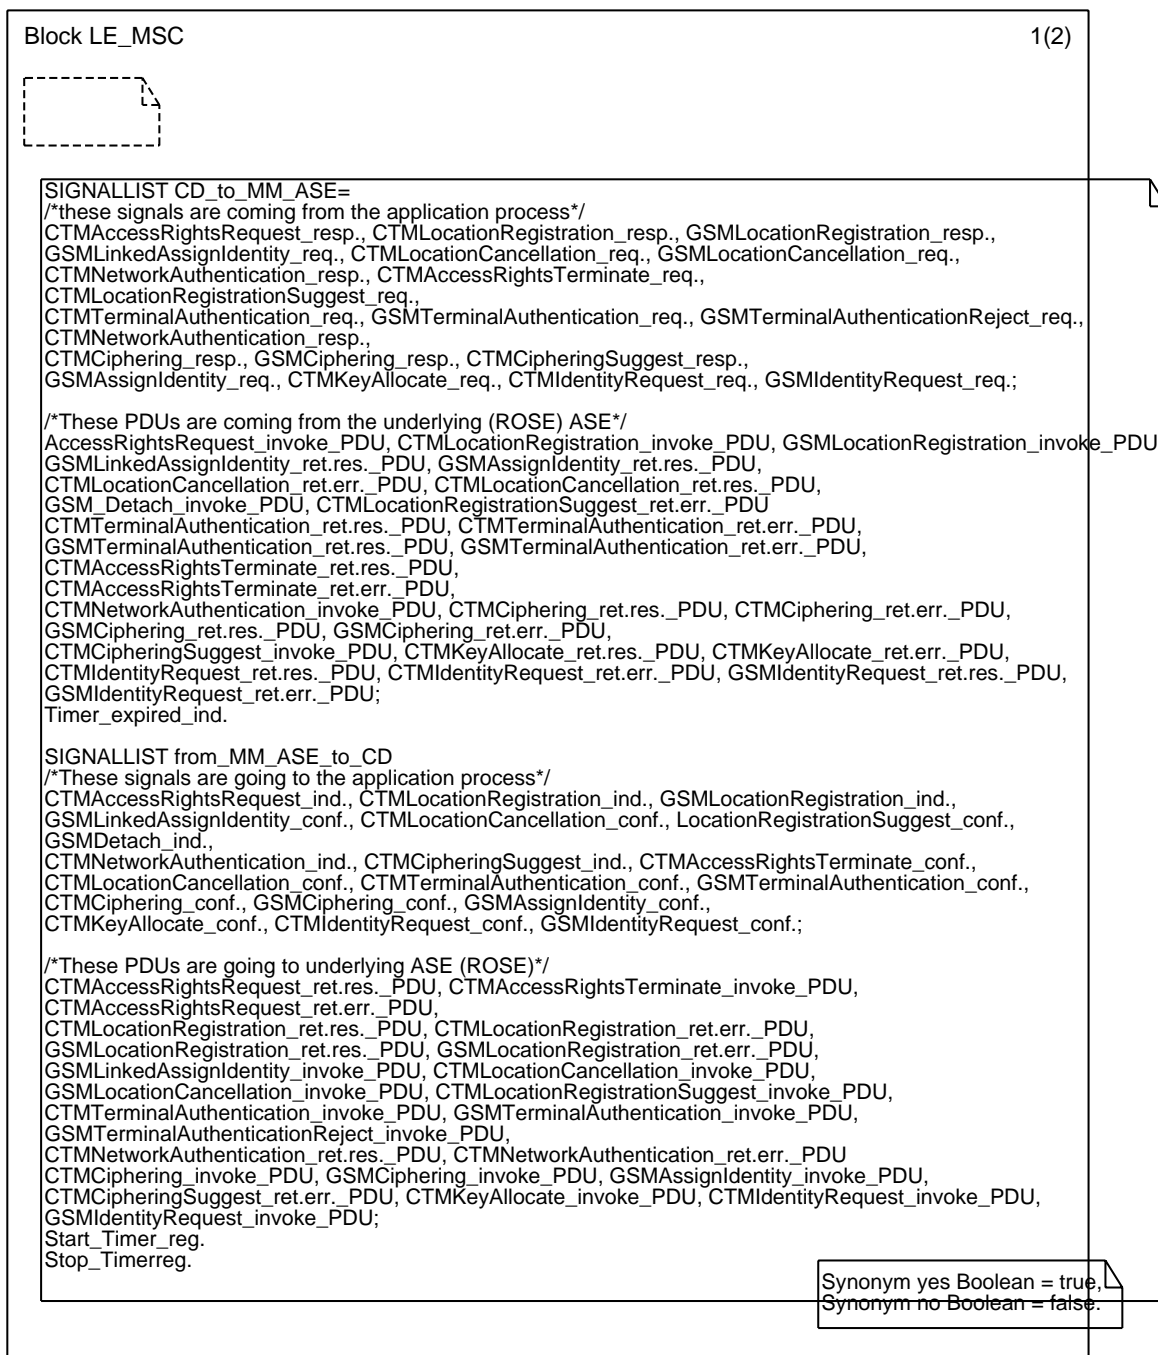 Block LE_MSC 1(2)
SIGNALLIST CD_to_MM_ASE=
/*these signals are coming from the application process*/
CTMAccessRightsRequest_resp., CTMLocationRegistration_resp., GSMLocationRegistration_resp.,
GSMLinkedAssignIdentity_req., CTMLocationCancellation_req., GSMLocationCancellation_req.,
CTMNetworkAuthentication_resp., CTMAccessRightsTerminate_req.,
CTMLocationRegistrationSuggest_req.,
CTMTerminalAuthentication_req., GSMTerminalAuthentication_req., GSMTerminalAuthenticationReject_req.,
CTMNetworkAuthentication_resp.,
CTMCiphering_resp., GSMCiphering_resp., CTMCipheringSuggest_resp.,
GSMAssignIdentity_req., CTMKeyAllocate_req., CTMIdentityRequest_req., GSMIdentityRequest_req.;
/*These PDUs are coming from the underlying (ROSE) ASE*/
AccessRightsRequest_invoke_PDU, CTMLocationRegistration_invoke_PDU, GSMLocationRegistration_invoke_PDU
GSMLinkedAssignIdentity_ret.res._PDU, GSMAssignIdentity_ret.res._PDU,
CTMLocationCancellation_ret.err._PDU, CTMLocationCancellation_ret.res._PDU,
GSM_Detach_invoke_PDU, CTMLocationRegistrationSuggest_ret.err._PDU
CTMTerminalAuthentication_ret.res._PDU, CTMTerminalAuthentication_ret.err._PDU,
GSMTerminalAuthentication_ret.res._PDU, GSMTerminalAuthentication_ret.err._PDU,
CTMAccessRightsTerminate_ret.res._PDU,
CTMAccessRightsTerminate_ret.err._PDU,
CTMNetworkAuthentication_invoke_PDU, CTMCiphering_ret.res._PDU, CTMCiphering_ret.err._PDU,
GSMCiphering_ret.res._PDU, GSMCiphering_ret.err._PDU,
CTMCipheringSuggest_invoke_PDU, CTMKeyAllocate_ret.res._PDU, CTMKeyAllocate_ret.err._PDU,
CTMIdentityRequest_ret.res._PDU, CTMIdentityRequest_ret.err._PDU, GSMIdentityRequest_ret.res._PDU,
GSMIdentityRequest_ret.err._PDU;
Timer_expired_ind.
SIGNALLIST from_MM_ASE_to_CD
/*These signals are going to the application process*/
CTMAccessRightsRequest_ind., CTMLocationRegistration_ind., GSMLocationRegistration_ind.,
GSMLinkedAssignIdentity_conf., CTMLocationCancellation_conf., LocationRegistrationSuggest_conf.,
GSMDetach_ind.,
CTMNetworkAuthentication_ind., CTMCipheringSuggest_ind., CTMAccessRightsTerminate_conf.,
CTMLocationCancellation_conf., CTMTerminalAuthentication_conf., GSMTerminalAuthentication_conf.,
CTMCiphering_conf., GSMCiphering_conf., GSMAssignIdentity_conf.,
CTMKeyAllocate_conf., CTMIdentityRequest_conf., GSMIdentityRequest_conf.;
/*These PDUs are going to underlying ASE (ROSE)*/
CTMAccessRightsRequest_ret.res._PDU, CTMAccessRightsTerminate_invoke_PDU,
CTMAccessRightsRequest_ret.err._PDU,
CTMLocationRegistration_ret.res._PDU, CTMLocationRegistration_ret.err._PDU,
GSMLocationRegistration_ret.res._PDU, GSMLocationRegistration_ret.err._PDU,
GSMLinkedAssignIdentity_invoke_PDU, CTMLocationCancellation_invoke_PDU,
GSMLocationCancellation_invoke_PDU, CTMLocationRegistrationSuggest_invoke_PDU,
CTMTerminalAuthentication_invoke_PDU, GSMTerminalAuthentication_invoke_PDU,
GSMTerminalAuthenticationReject_invoke_PDU,
CTMNetworkAuthentication_ret.res._PDU, CTMNetworkAuthentication_ret.err._PDU
CTMCiphering_invoke_PDU, GSMCiphering_invoke_PDU, GSMAssignIdentity_invoke_PDU,
CTMCipheringSuggest_ret.err._PDU, CTMKeyAllocate_invoke_PDU, CTMIdentityRequest_invoke_PDU,
GSMIdentityRequest_invoke_PDU;
Start_Timer_reg.
Stop_Timerreg.
Synonym yes Boolean = true,
Synonym no Boolean = false.